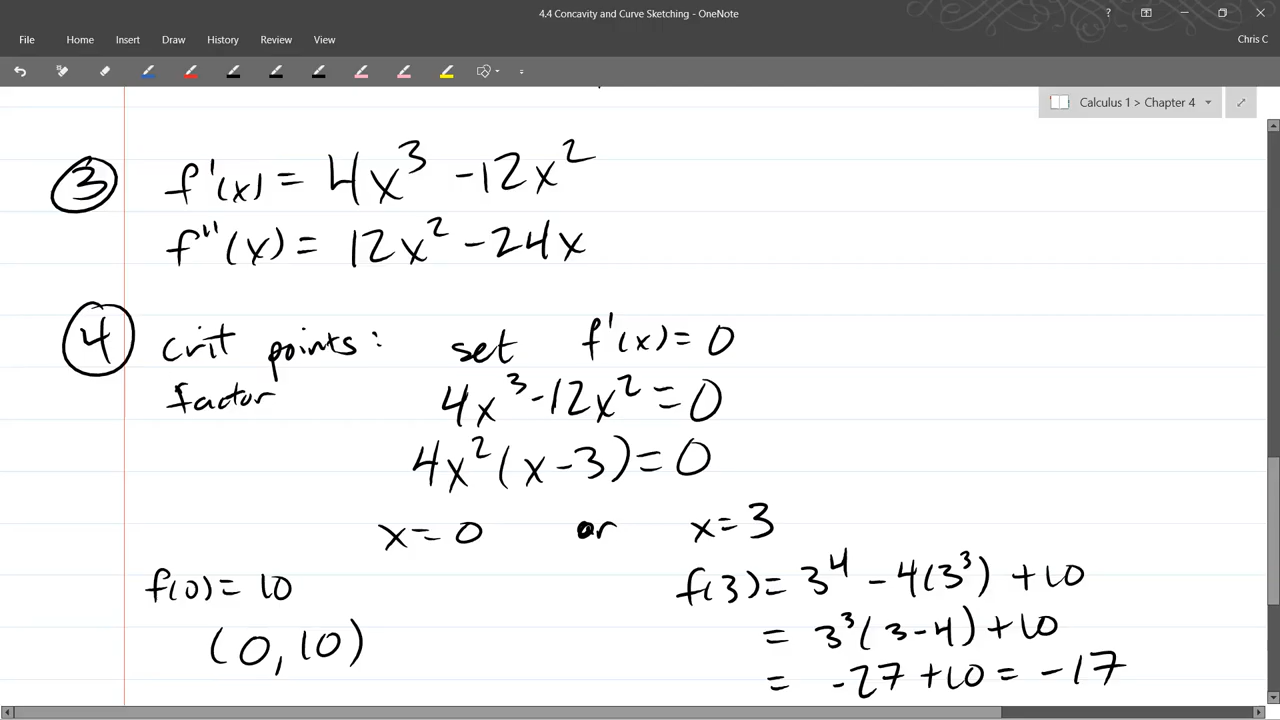 4.4 Concavity and Curve Sketching - OneNote
?
File Home Insert Draw History Review View
Chris C
Calculus 1 > Chapter 4
③ f'(x) = 4x³ - 12x²
f''(x) = 12x² - 24x
④ crit points: set f'(x) = 0
factor 4x³ - 12x² = 0
4x²(x - 3) = 0
x = 0 or x = 3
f(0) = 10 f(3) = 3⁴ - 4(3³) + 10
(0, 10) = 3³(3 - 4) + 10
= -27 + 10 = -17